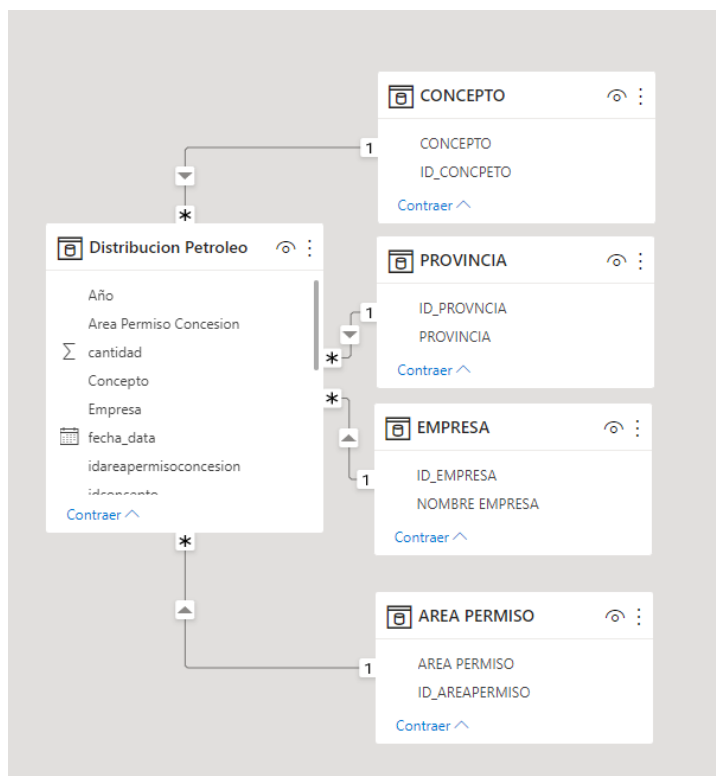 CONCEPTO
1
CONCEPTO
ID_CONCPETO
Contraer
*
Distribucion Petroleo
Año
Area Permiso Concesion
Σ cantidad
Concepto
Empresa
fecha_data
idareapermisoconcesion
idconcepto
Contraer
*
PROVINCIA
1
ID_PROVNCIA
*
PROVINCIA
Contraer
*
EMPRESA
1
ID_EMPRESA
NOMBRE EMPRESA
Contraer
AREA PERMISO
1
AREA PERMISO
ID_AREAPERMISO
Contraer